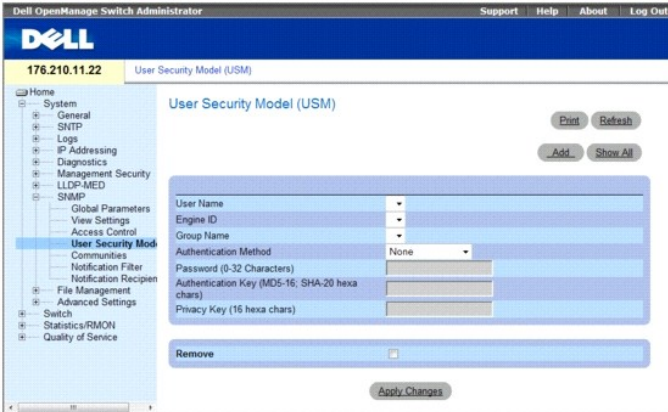 Dell OpenManage Switch Administrator
Support Help About Log Out
DELL
176.210.11.22
User Security Model (USM)
Home
System
General
SNTP
Logs
IP Addressing
Diagnostics
Management Security
LLDP-MED
SNMP
Global Parameters
View Settings
Access Control
User Security Mod
Communities
Notification Filter
Notification Recipien
File Management
Advanced Settings
Switch
Statistics/RMON
Quality of Service
User Security Model (USM)
Print Refresh
Add Show All
User Name
Engine ID
Group Name
Authentication Method None
Password (0-32 Characters)
Authentication Key (MD5-16; SHA-20 hexa
chars)
Privacy Key (16 hexa chars)
Remove
Apply Changes